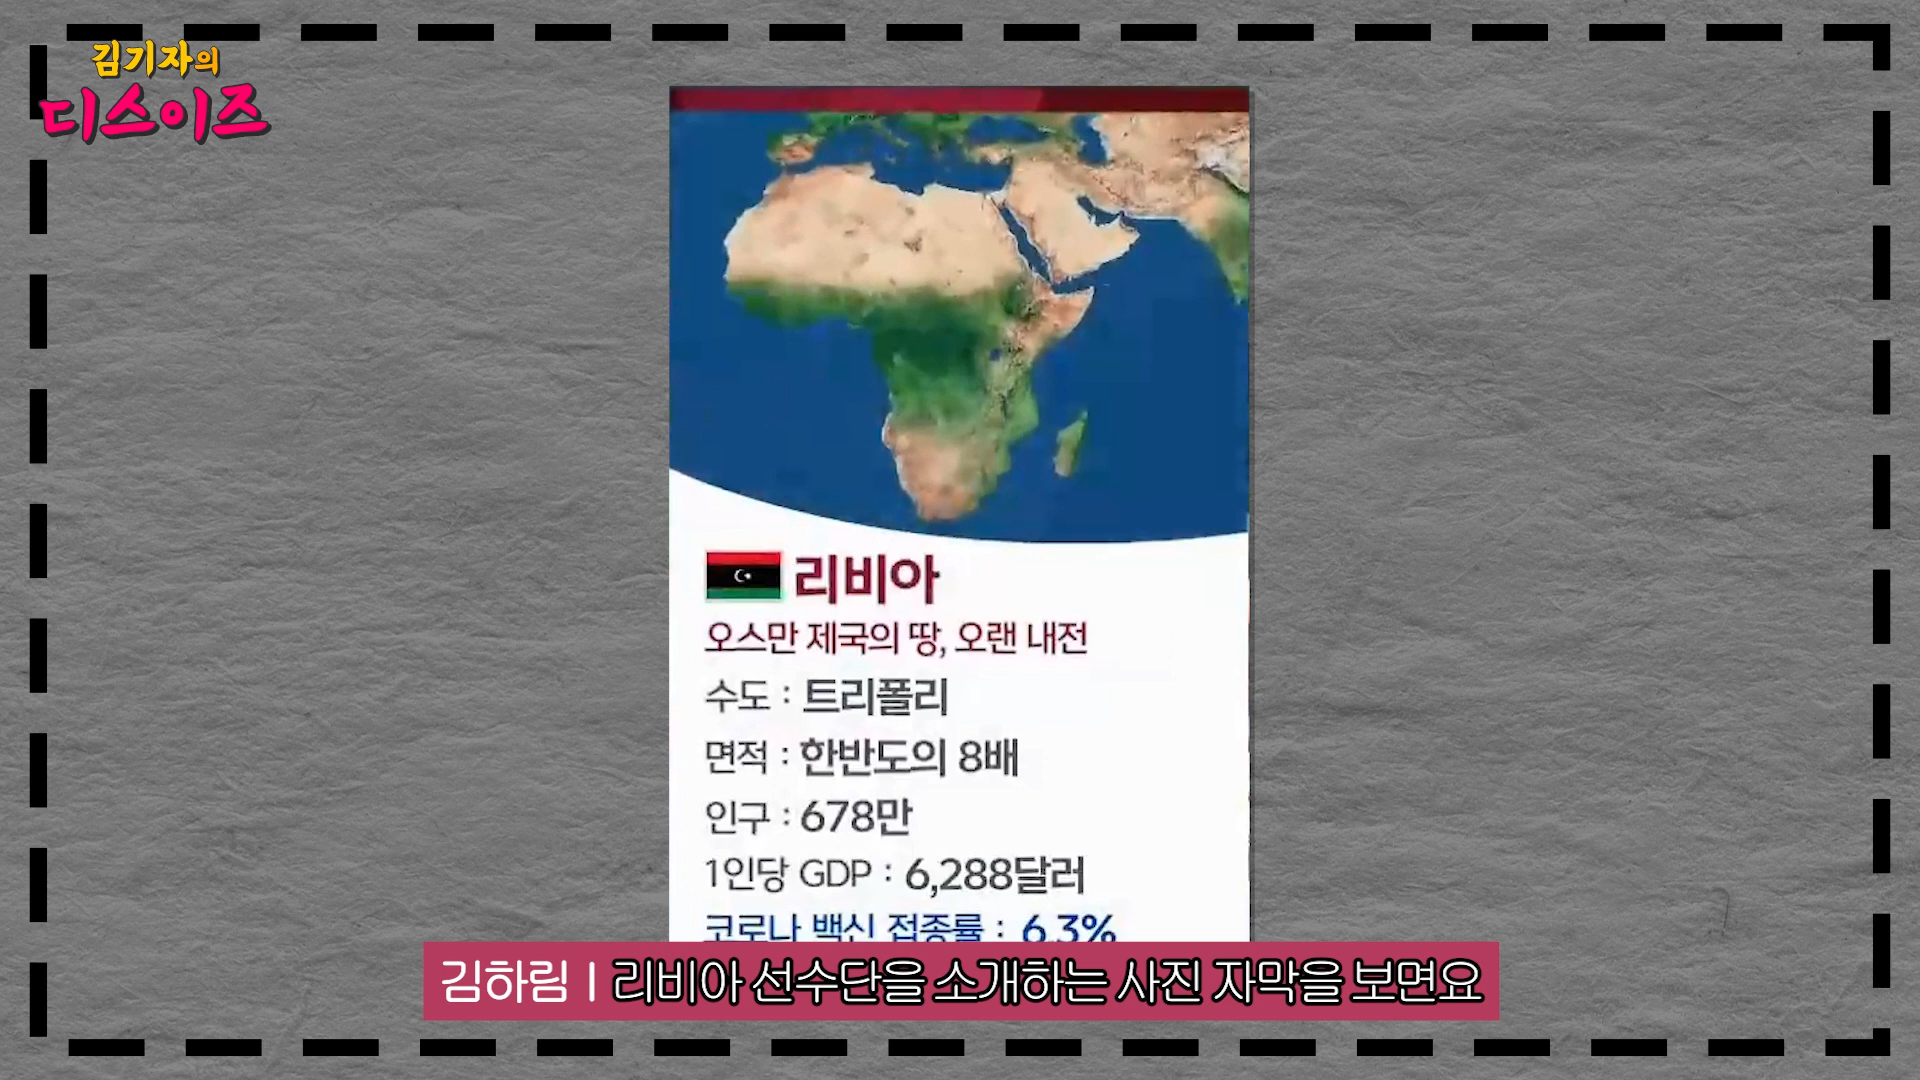 김기자의
디스이즈
리비아
오스만 제국의 땅, 오랜 내전
수도 : 트리폴리
면적 : 한반도의 8배
인구 : 678만
1인당 GDP : 6,288달러
코로나 백신 접종률 : 6.3%
김하림 | 리비아 선수단을 소개하는 사진 자막을 보면요